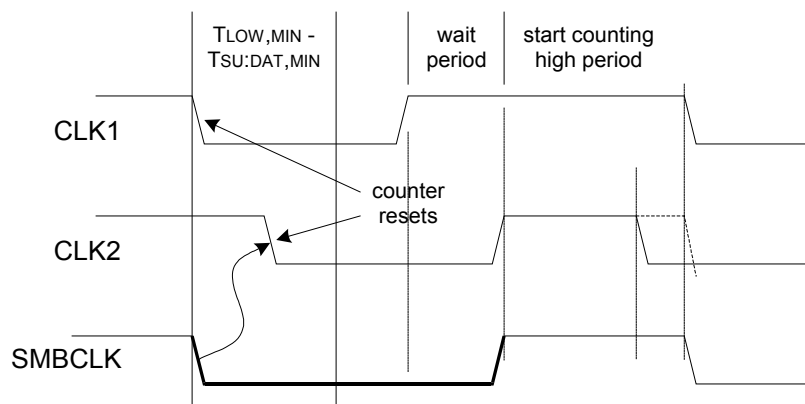 TLOW,MIN -
TSU:DAT,MIN
wait
period
start counting
high period
CLK1
counter
resets
CLK2
SMBCLK